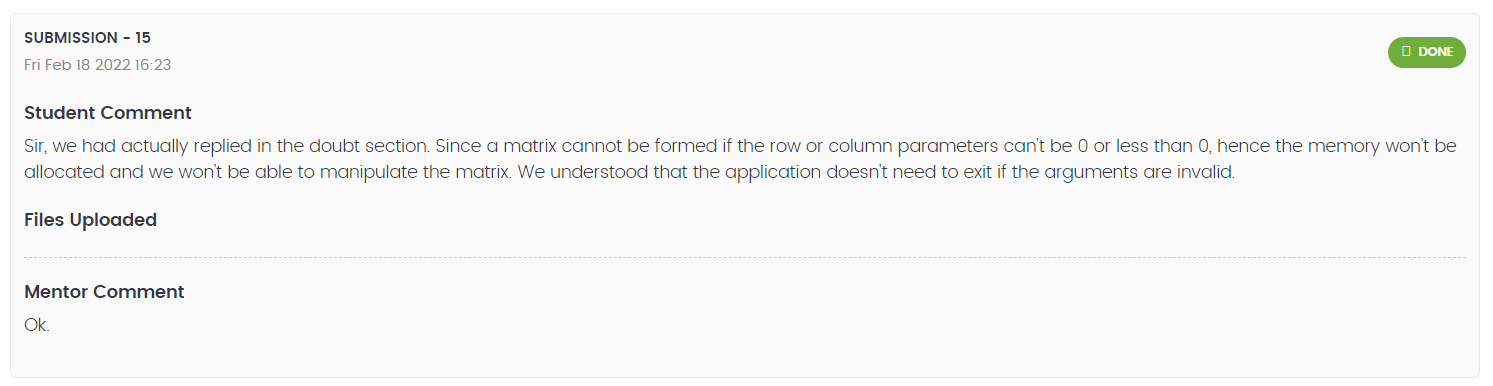 SUBMISSION - 15
DONE
Fri Feb 18 2022 16:23
Student Comment
Sir, we had actually replied in the doubt section. Since a matrix cannot be formed if the row or column parameters can't be 0 or less than 0, hence the memory won't be
allocated and we won't be able to manipulate the matrix. We understood that the application doesn't need to exit if the arguments are invalid.
Files Uploaded
Mentor Comment
Ok.